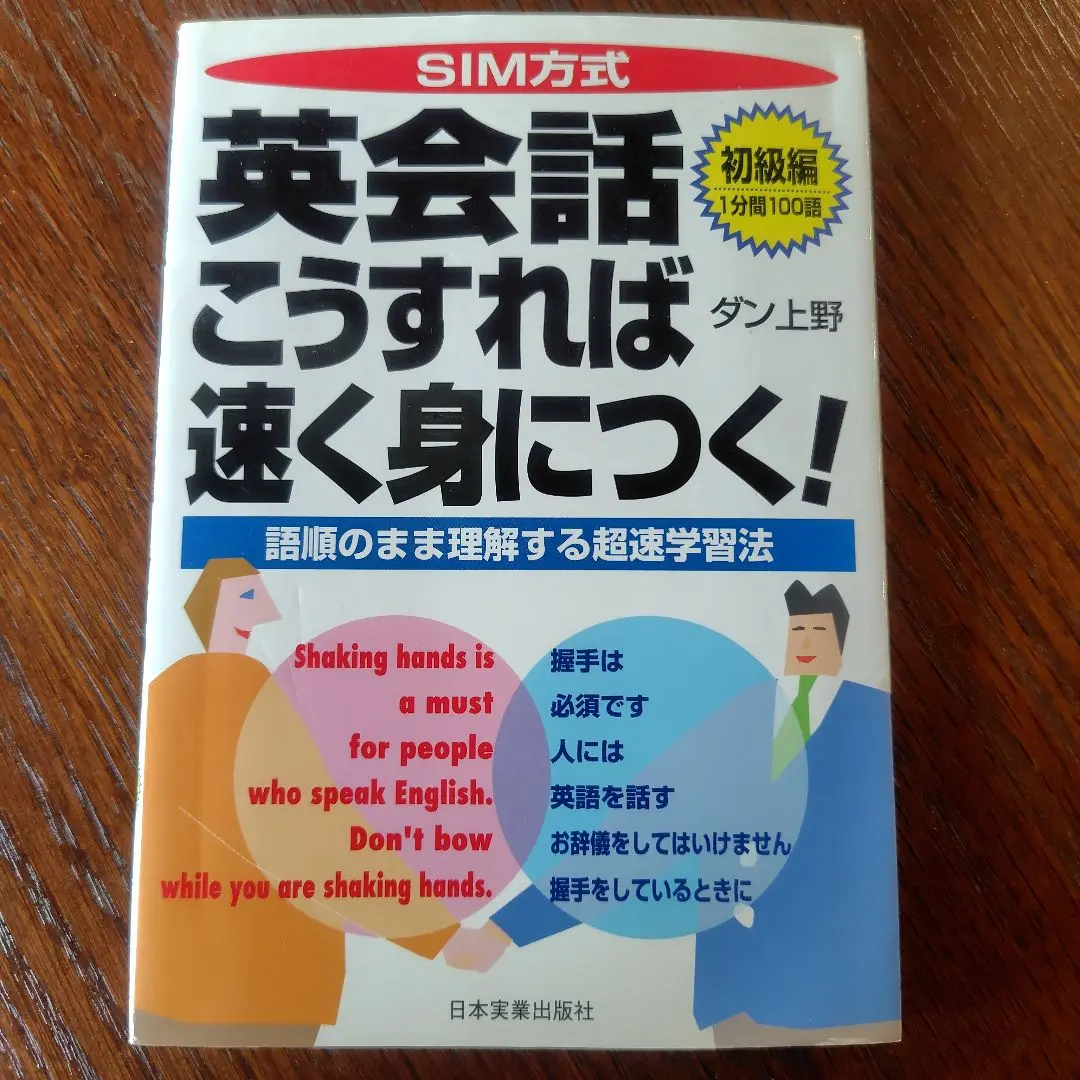 SIM方式
英会話
こうすれば
速く身につく!
初級編
1分間100語
ダン上野
語順のまま理解する超速学習法
Shaking hands is
a must
for people
who speak English.
Don't bow
while you are shaking hands.
握手は
必須です
人には
英語を話す
お辞儀をしてはいけません
握手をしているときに
日本実業出版社